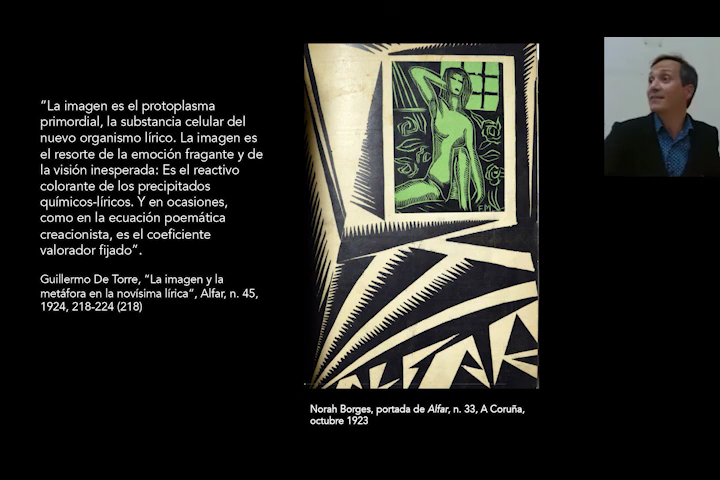 “La imagen es el protoplasma
primordial, la substancia celular del
nuevo organismo lírico. La imagen es
el resorte de la emoción fragante y de
la visión inesperada: Es el reactivo
colorante de los precipitados
químicos-líricos. Y en ocasiones,
como en la ecuación poemática
creacionista, es el coeficiente
valorador fijado”.
Guillermo De Torre, “La imagen y la
metáfora en la novísima lírica”, Alfar, n. 45,
1924, 218-224 (218)
F.M
ALFAR
Norah Borges, portada de Alfar, n. 33, A Coruña,
octubre 1923